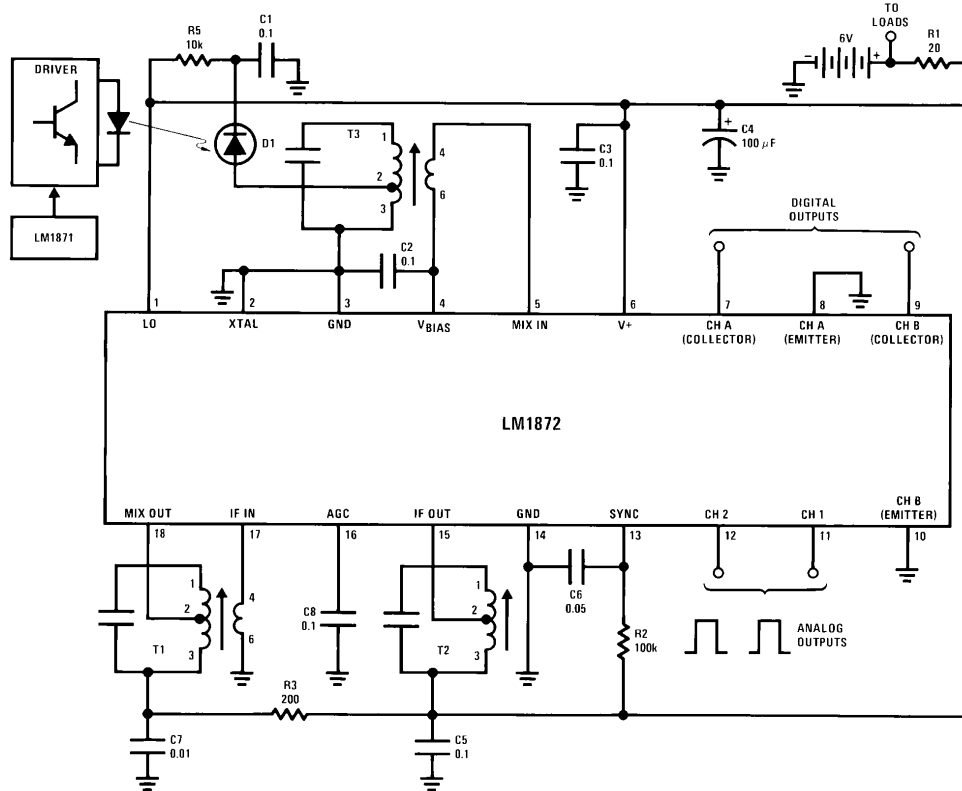 DRIVER
LM1871
R5
10k
C1
0.1
D1
T3
1
2
3
4
6
C2
0.1
C3
0.1
6V
-
+
TO
LOADS
R1
20
+
C4
100 μF
DIGITAL
OUTPUTS
1
2
3
4
5
6
7
8
9
LO
XTAL
GND
VBIAS
MIX IN
V+
CH A
(COLLECTOR)
CH A
(EMITTER)
CH B
(COLLECTOR)
LM1872
MIX OUT
IF IN
AGC
IF OUT
GND
SYNC
CH 2
CH 1
CH B
(EMITTER)
18
17
16
15
14
13
12
11
10
1
2
3
T1
4
6
C8
0.1
1
2
3
T2
C6
0.05
R2
100k
ANALOG
OUTPUTS
R3
200
C7
0.01
C5
0.1